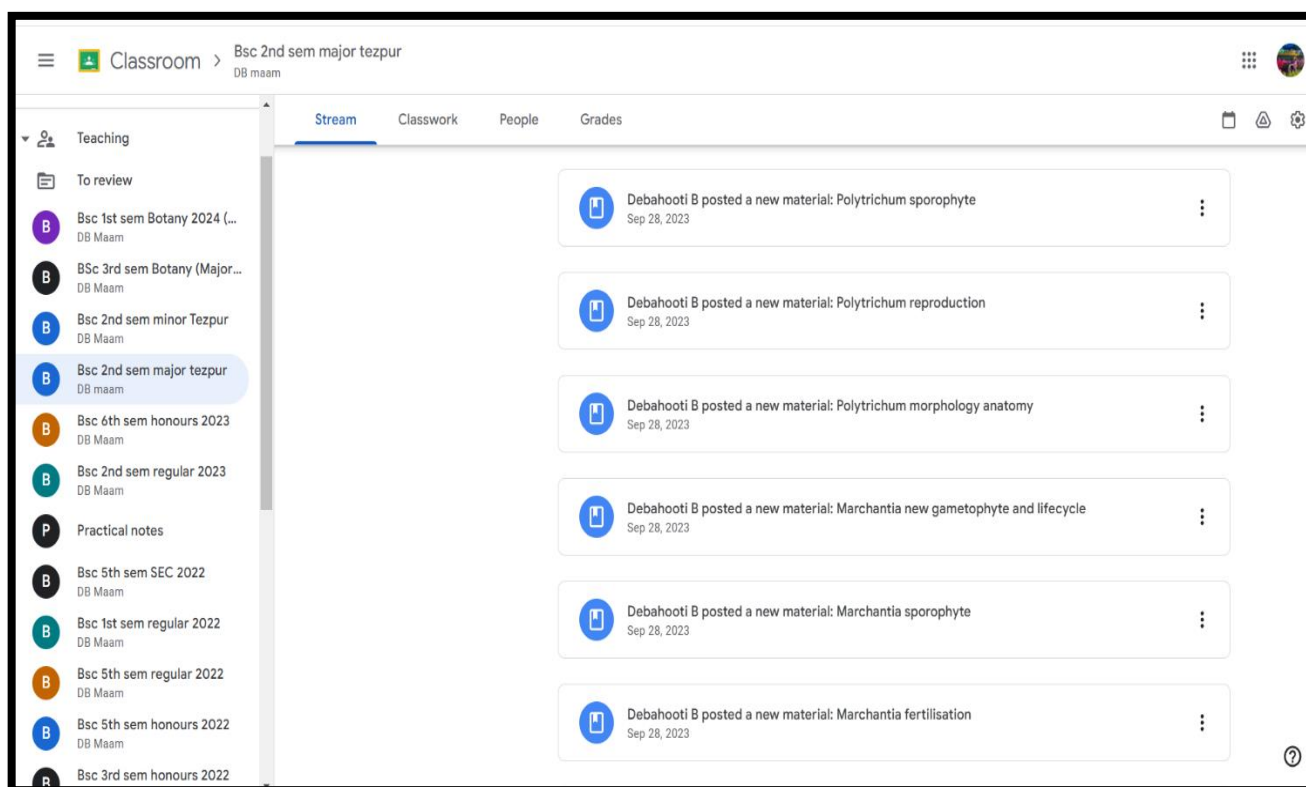 Classroom > Bsc 2nd sem major tezpur
DB maam
Teaching
To review
B
Bsc 1st sem Botany 2024 (...
DB Maam
B
BSc 3rd sem Botany (Major...
DB Maam
B
Bsc 2nd sem minor Tezpur
DB Maam
B
Bsc 2nd sem major tezpur
DB maam
B
Bsc 6th sem honours 2023
DB Maam
B
Bsc 2nd sem regular 2023
DB Maam
P
Practical notes
B
Bsc 5th sem SEC 2022
DB Maam
B
Bsc 1st sem regular 2022
DB Maam
B
Bsc 5th sem regular 2022
DB Maam
B
Bsc 5th sem honours 2022
DB Maam
B
Bsc 3rd sem honours 2022
Stream Classwork People Grades
Debahooti B posted a new material: Polytrichum sporophyte
Sep 28, 2023
Debahooti B posted a new material: Polytrichum reproduction
Sep 28, 2023
Debahooti B posted a new material: Polytrichum morphology anatomy
Sep 28, 2023
Debahooti B posted a new material: Marchantia new gametophyte and lifecycle
Sep 28, 2023
Debahooti B posted a new material: Marchantia sporophyte
Sep 28, 2023
Debahooti B posted a new material: Marchantia fertilisation
Sep 28, 2023